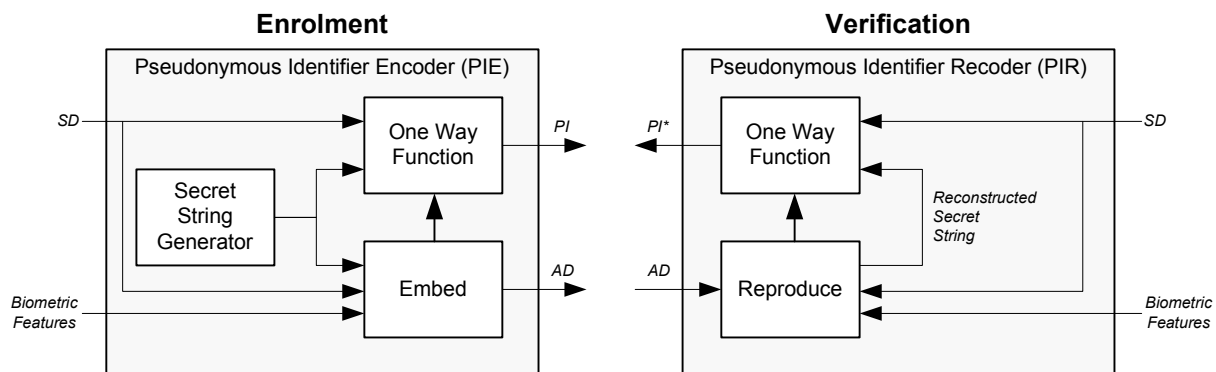 Enrolment
Pseudonymous Identifier Encoder (PIE)
SD
One Way
Function
PI
Secret
String
Generator
Embed
AD
Biometric
Features
Verification
Pseudonymous Identifier Recoder (PIR)
PI*
One Way
Function
SD
Reconstructed
Secret
String
AD
Reproduce
Biometric
Features